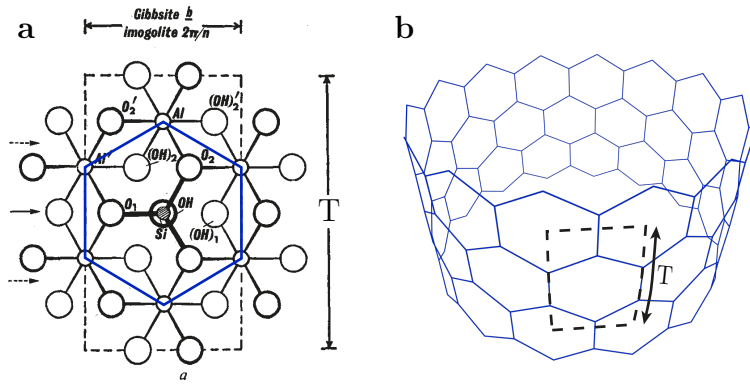 a
Gibbsite b
imogolite 2π/n
O₂′
Al
(OH)₂′
Al′
(OH)₂
O₂
O₁
OH
Si
(OH)₁
T
a
b
T